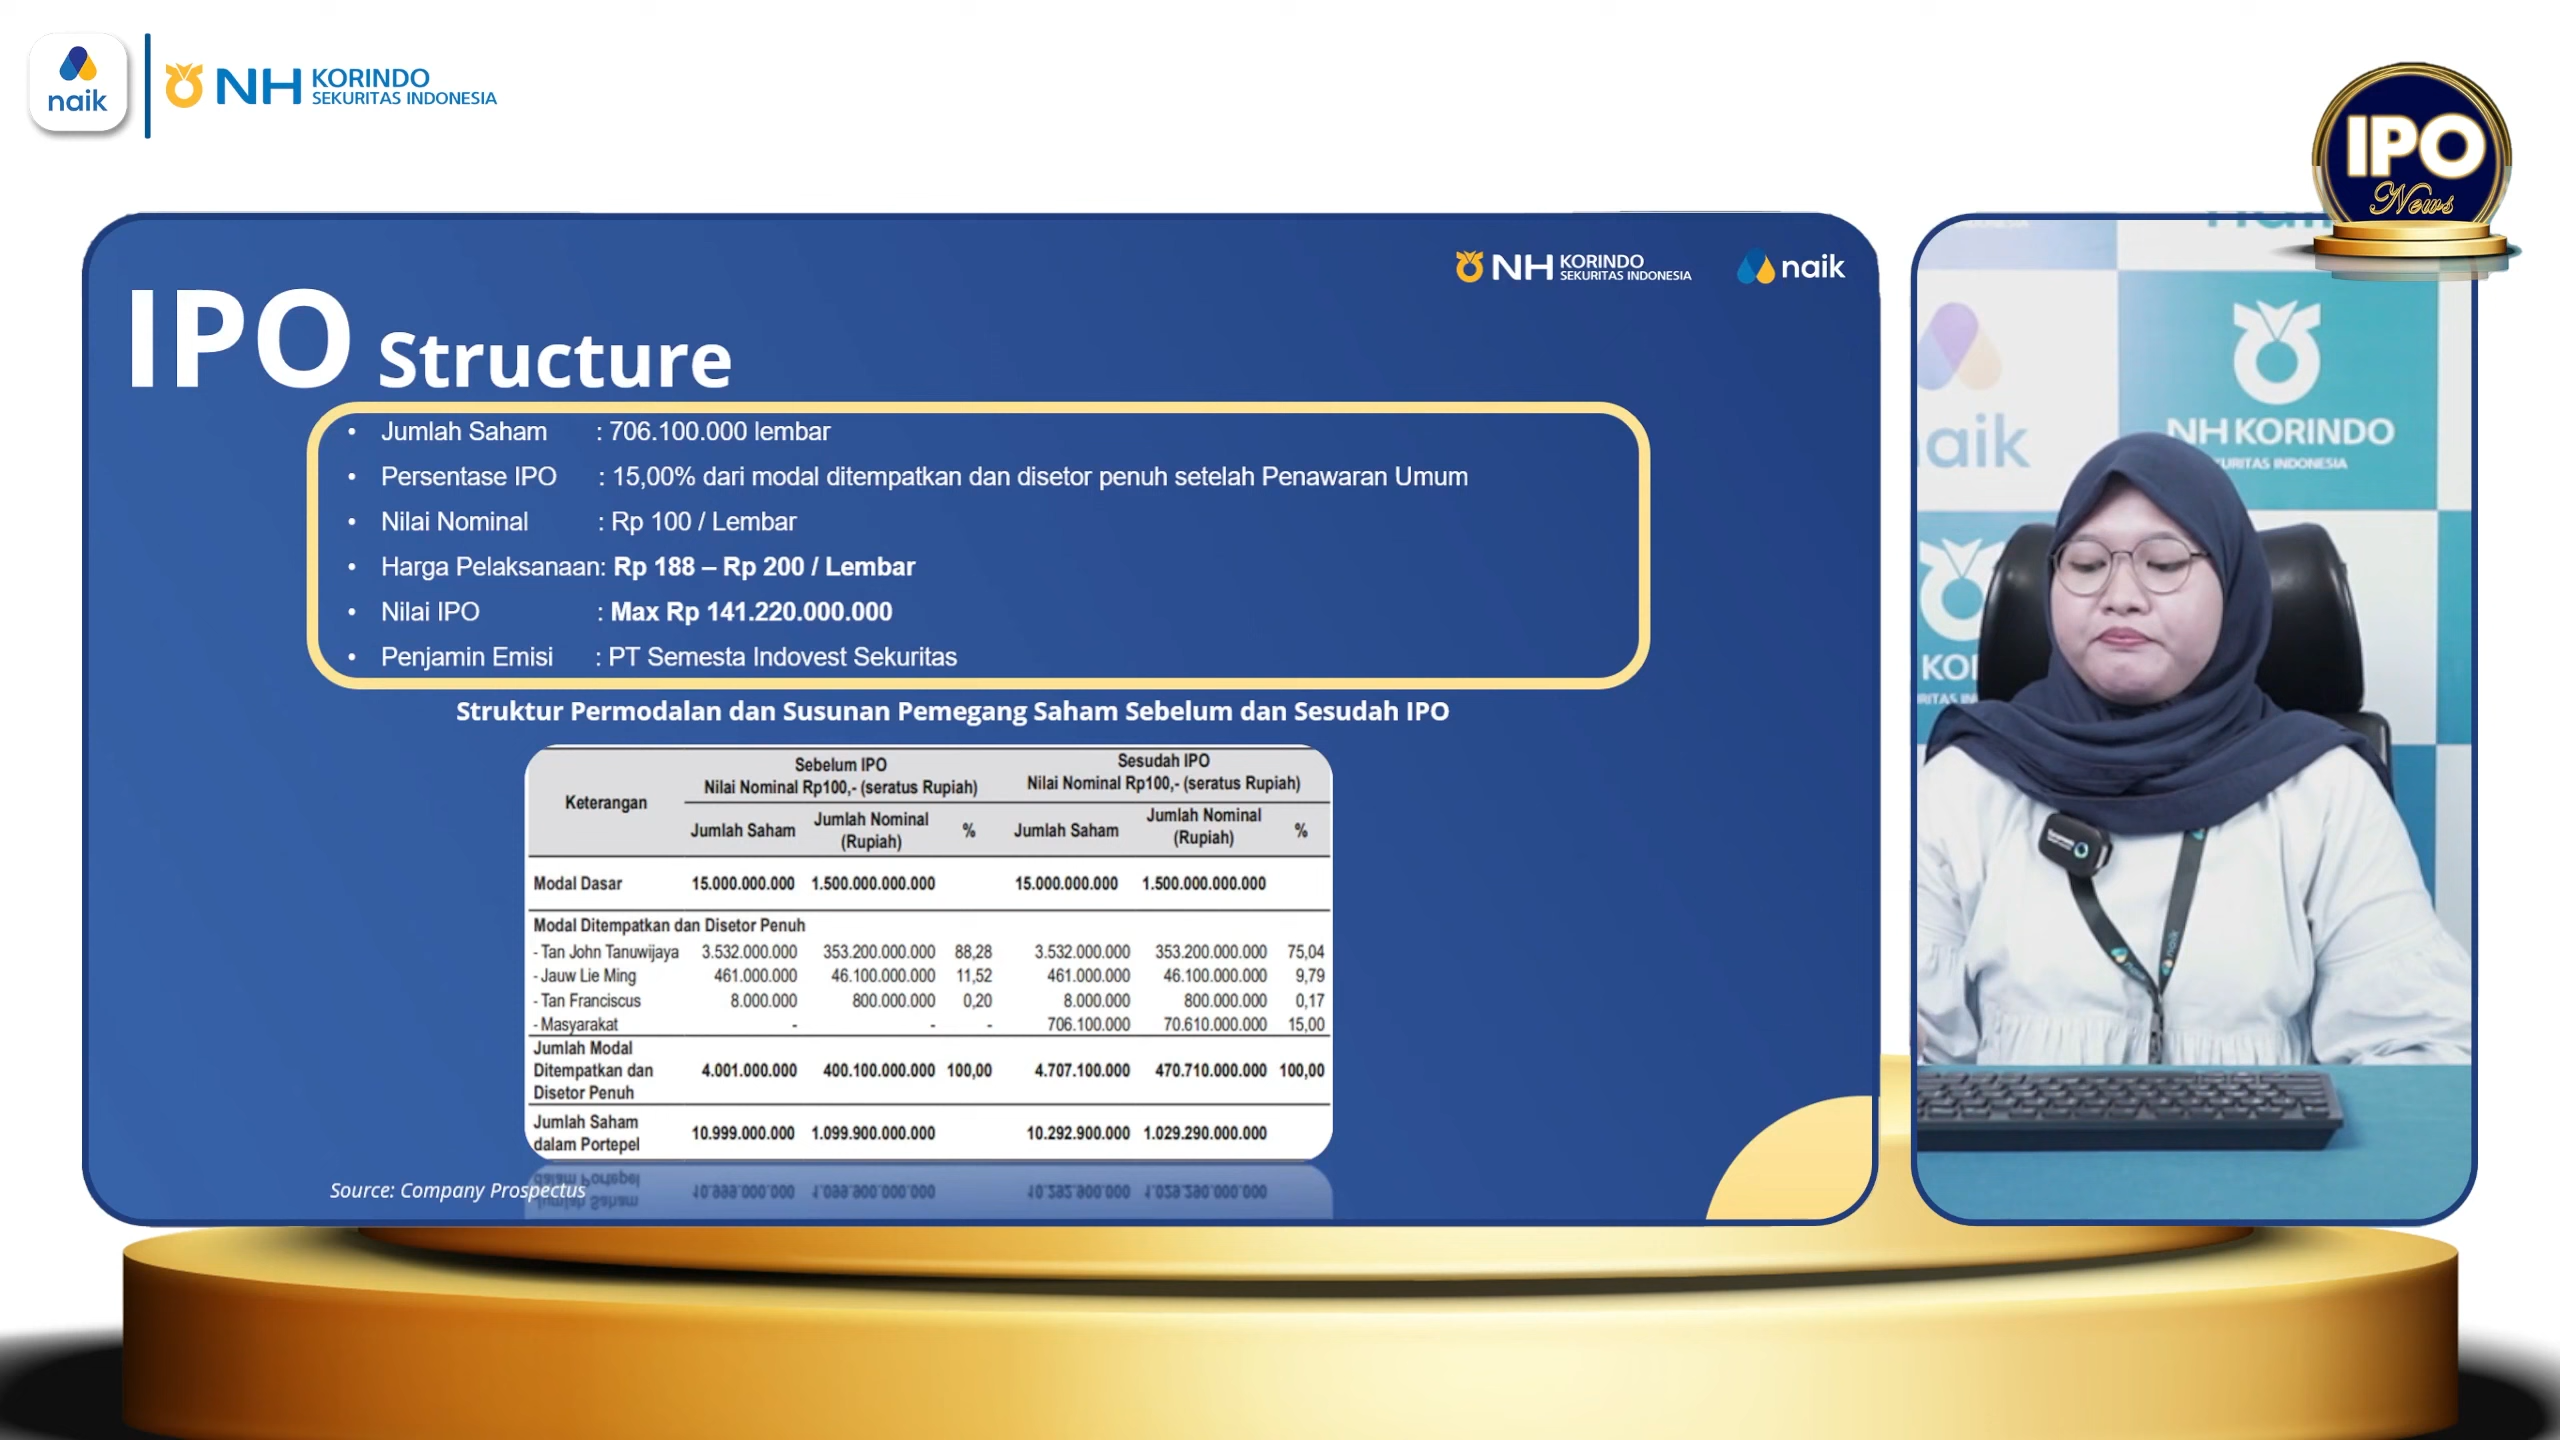 naik
NH KORINDO
SEKURITAS INDONESIA
IPO
News
NH KORINDO
SEKURITAS INDONESIA
naik
IPO Structure
• Jumlah Saham : 706.100.000 lembar
• Persentase IPO : 15,00% dari modal ditempatkan dan disetor penuh setelah Penawaran Umum
• Nilai Nominal : Rp 100 / Lembar
• Harga Pelaksanaan: Rp 188 – Rp 200 / Lembar
• Nilai IPO : Max Rp 141.220.000.000
• Penjamin Emisi : PT Semesta Indovest Sekuritas
Struktur Permodalan dan Susunan Pemegang Saham Sebelum dan Sesudah IPO
Keterangan
Sebelum IPO
Nilai Nominal Rp100,- (seratus Rupiah)
Sesudah IPO
Nilai Nominal Rp100,- (seratus Rupiah)
Jumlah Saham
Jumlah Nominal
(Rupiah)
%
Jumlah Saham
Jumlah Nominal
(Rupiah)
%
Modal Dasar 15.000.000.000 1.500.000.000.000 15.000.000.000 1.500.000.000.000
Modal Ditempatkan dan Disetor Penuh
- Tan John Tanuwijaya 3.532.000.000 353.200.000.000 88,28 3.532.000.000 353.200.000.000 75,04
- Jauw Lie Ming 461.000.000 46.100.000.000 11,52 461.000.000 46.100.000.000 9,79
- Tan Franciscus 8.000.000 800.000.000 0,20 8.000.000 800.000.000 0,17
- Masyarakat - - - 706.100.000 70.610.000.000 15,00
Jumlah Modal
Ditempatkan dan 4.001.000.000 400.100.000.000 100,00 4.707.100.000 470.710.000.000 100,00
Disetor Penuh
Jumlah Saham
dalam Portepel 10.999.000.000 1.099.900.000.000 10.292.900.000 1.029.290.000.000
Source: Company Prospectus
NH KORINDO
URITAS INDONESIA
aik
KO
naik